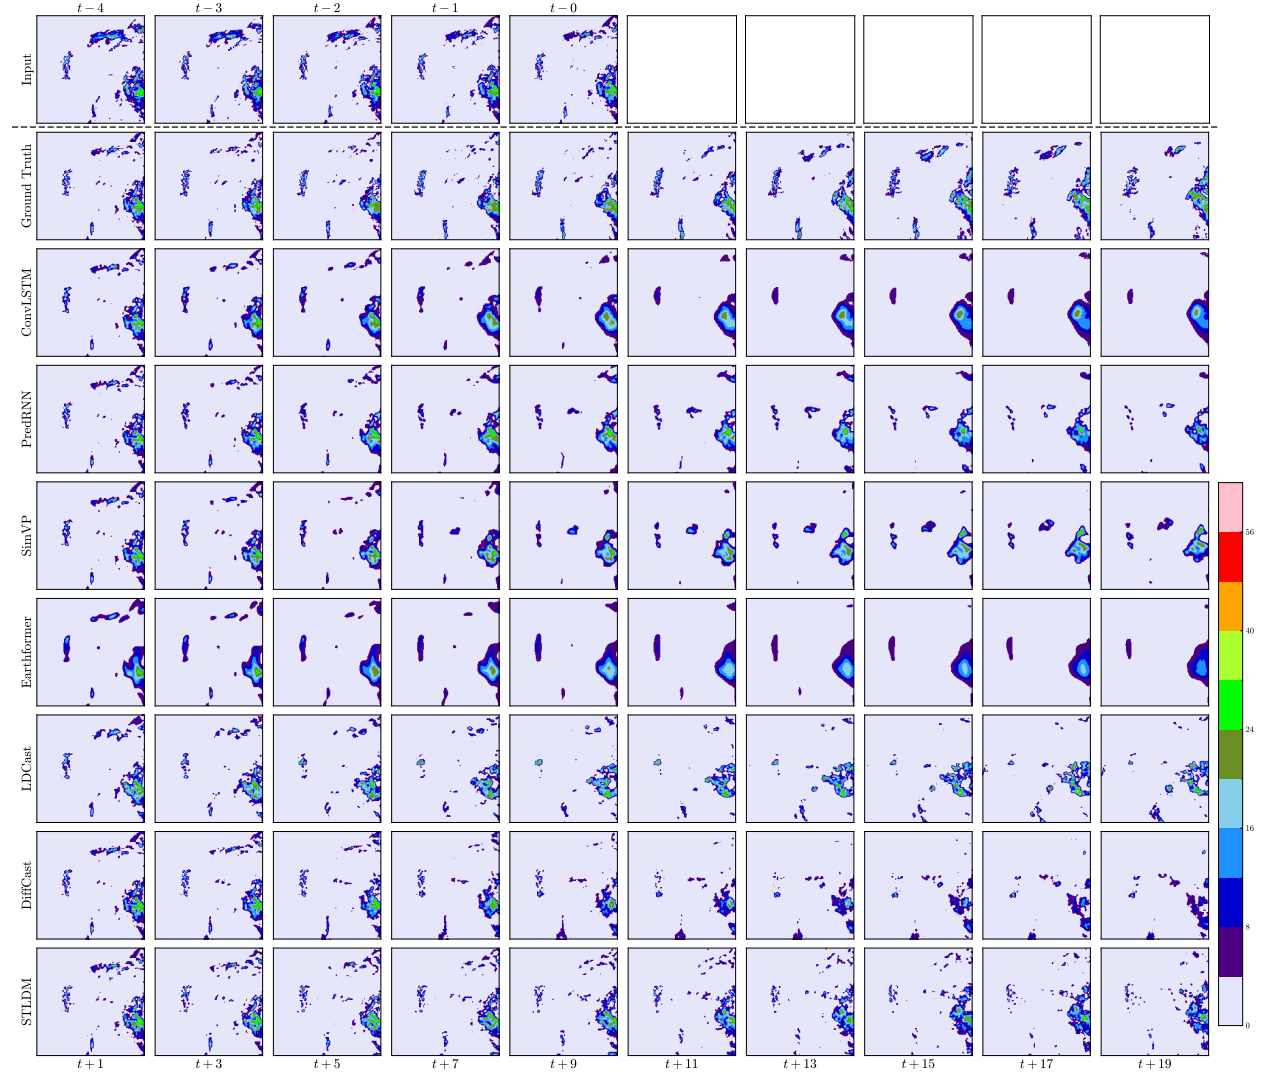 t − 4 t − 3 t − 2 t − 1 t − 0
Input
Ground Truth
ConvLSTM
PredRNN
SimVP
Earthformer
LDCast
DiffCast
STLDM
56
40
24
16
8
0
t + 1 t + 3 t + 5 t + 7 t + 9 t + 11 t + 13 t + 15 t + 17 t + 19